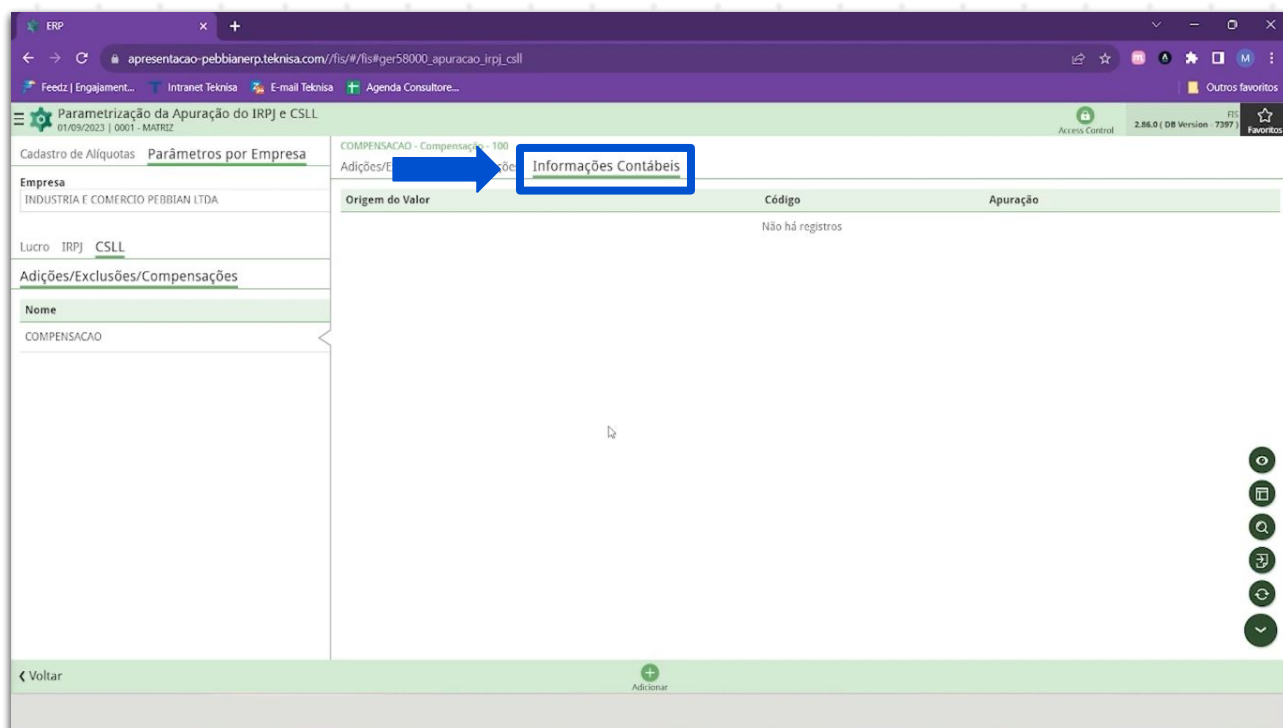 ERP
apresentacao-pebbianerp.teknisa.com//fis/#/fis#ger58000_apuracao_irpj_csll
M
Feedz | Engajament...
Intranet Teknisa
E-mail Teknisa
Agenda Consultore...
Outros favoritos
Parametrização da Apuração do IRPJ e CSLL
01/09/2023 | 0001 - MATRIZ
Access Control
FIS
2.86.0 ( DB Version - 7397 )
Favoritos
Cadastro de Alíquotas Parâmetros por Empresa
COMPENSACAO - Compensação - 100
Adições/E ções Informações Contábeis
Empresa
INDUSTRIA E COMERCIO PEBBIAN LTDA
Origem do Valor Código Apuração
Não há registros
Lucro IRPJ CSLL
Adições/Exclusões/Compensações
Nome
COMPENSACAO
Voltar
Adicionar